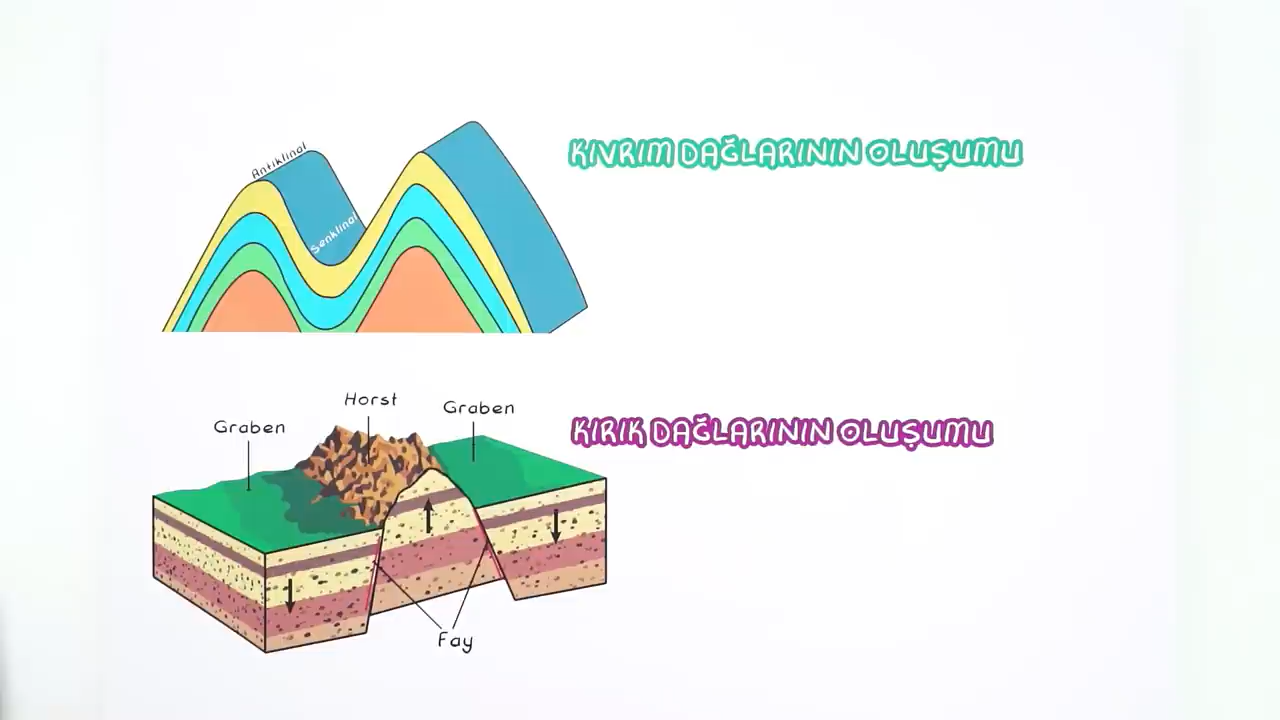 Antiklinal
Senklinal
KIVRIM DAĞLARININ OLUŞUMU
Horst
Graben
Graben
KIRIK DAĞLARININ OLUŞUMU
Fay